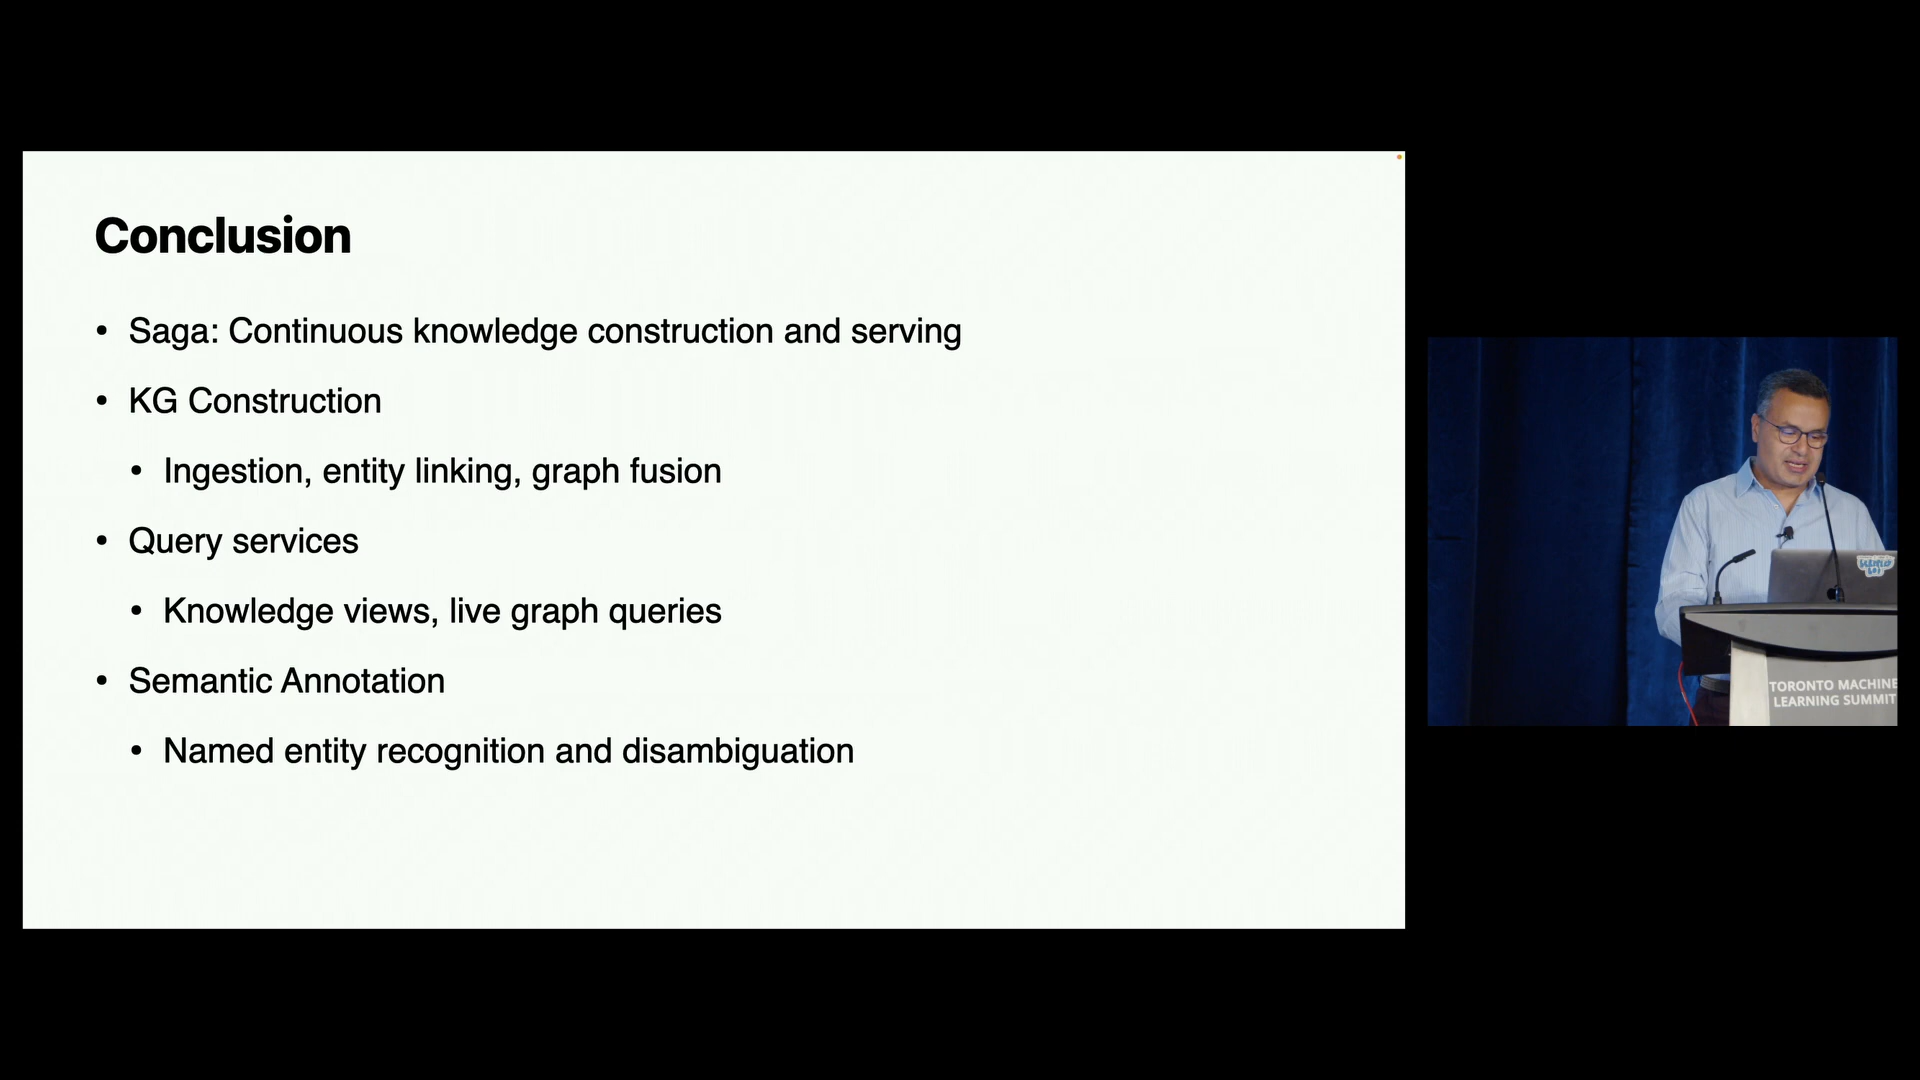 Conclusion
• Saga: Continuous knowledge construction and serving
• KG Construction
• Ingestion, entity linking, graph fusion
• Query services
• Knowledge views, live graph queries
• Semantic Annotation
• Named entity recognition and disambiguation
TORONTO MACHINE
LEARNING SUMMIT